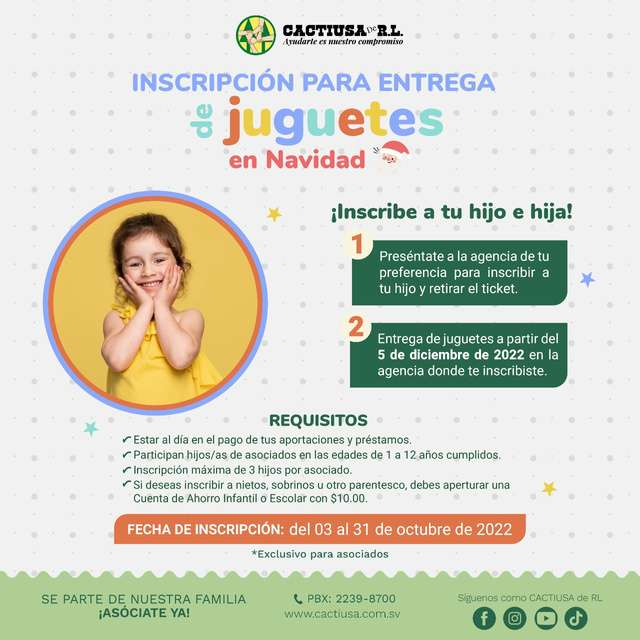 CACTIUSA De R.L.
Ayudarte es nuestro compromiso
INSCRIPCIÓN PARA ENTREGA
de juguetes
en Navidad
¡Inscribe a tu hijo e hija!
1
Preséntate a la agencia de tu
preferencia para inscribir a
tu hijo y retirar el ticket.
2
Entrega de juguetes a partir del
5 de diciembre de 2022 en la
agencia donde te inscribiste.
REQUISITOS
Estar al día en el pago de tus aportaciones y préstamos.
Participan hijos/as de asociados en las edades de 1 a 12 años cumplidos.
Inscripción máxima de 3 hijos por asociado.
Si deseas inscribir a nietos, sobrinos u otro parentesco, debes aperturar una
Cuenta de Ahorro Infantil o Escolar con $10.00.
FECHA DE INSCRIPCIÓN: del 03 al 31 de octubre de 2022
*Exclusivo para asociados
SE PARTE DE NUESTRA FAMILIA
¡ASÓCIATE YA!
PBX: 2239-8700
www.cactiusa.com.sv
Síguenos como CACTIUSA de RL